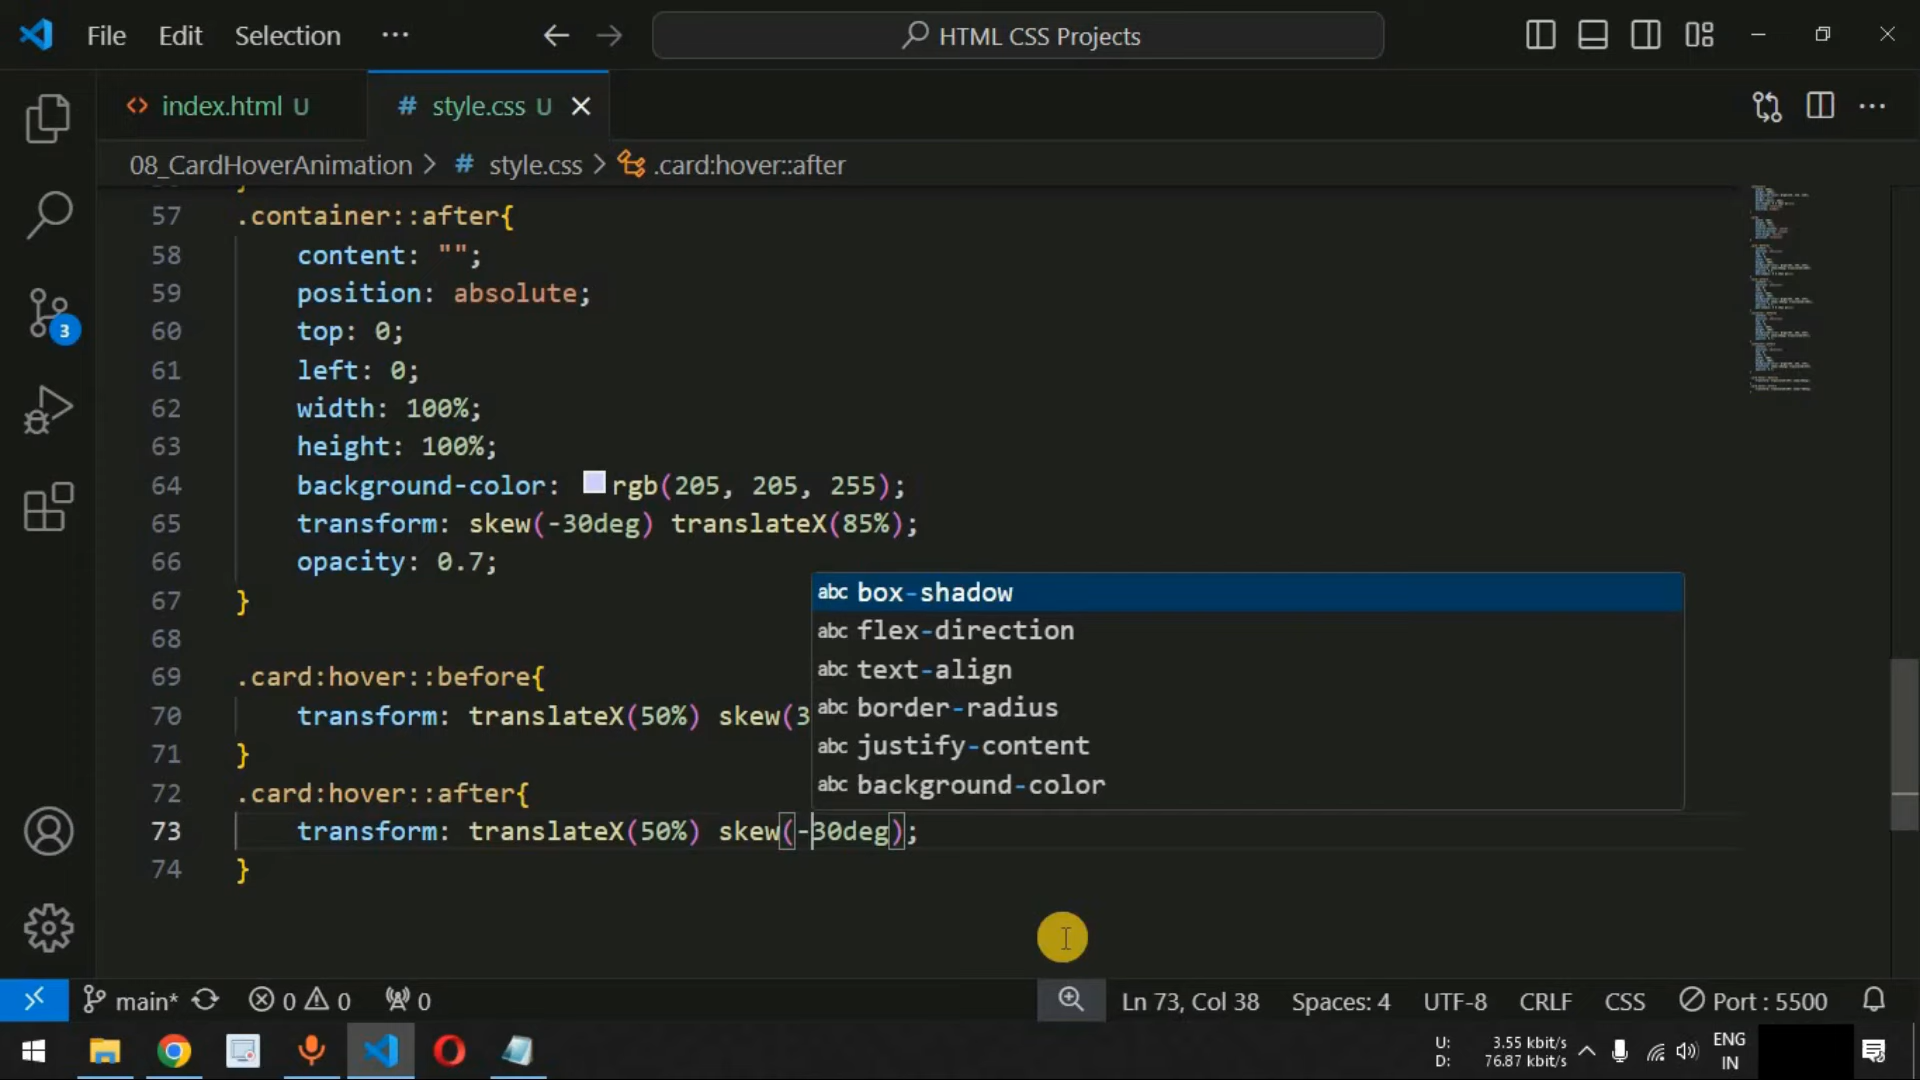 File Edit Selection ··· HTML CSS Projects
index.html U # style.css U
08_CardHoverAnimation > # style.css > .card:hover::after
57 .container::after{
58 content: "";
59 position: absolute;
60 top: 0;
61 left: 0;
62 width: 100%;
63 height: 100%;
64 background-color: rgb(205, 205, 255);
65 transform: skew(-30deg) translateX(85%);
66 opacity: 0.7;
67 }
68
69 .card:hover::before{
70 transform: translateX(50%) skew(3
71 }
72 .card:hover::after{
73 transform: translateX(50%) skew(-30deg);
74 }
abc box-shadow
abc flex-direction
abc text-align
abc border-radius
abc justify-content
abc background-color
3
main* 0 0 0 Ln 73, Col 38 Spaces: 4 UTF-8 CRLF CSS Port : 5500
U: 3.55 kbit/s
D: 76.87 kbit/s
ENG
IN